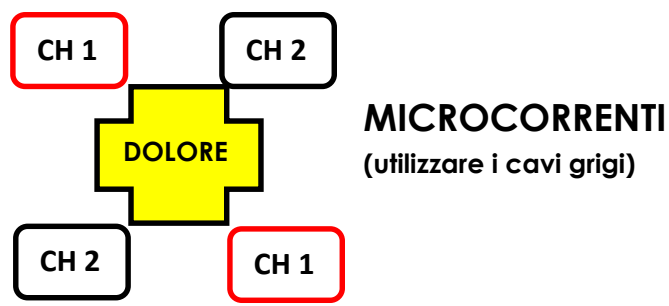 CH 1
CH 2
DOLORE
CH 2
CH 1
MICROCORRENTI
(utilizzare i cavi grigi)